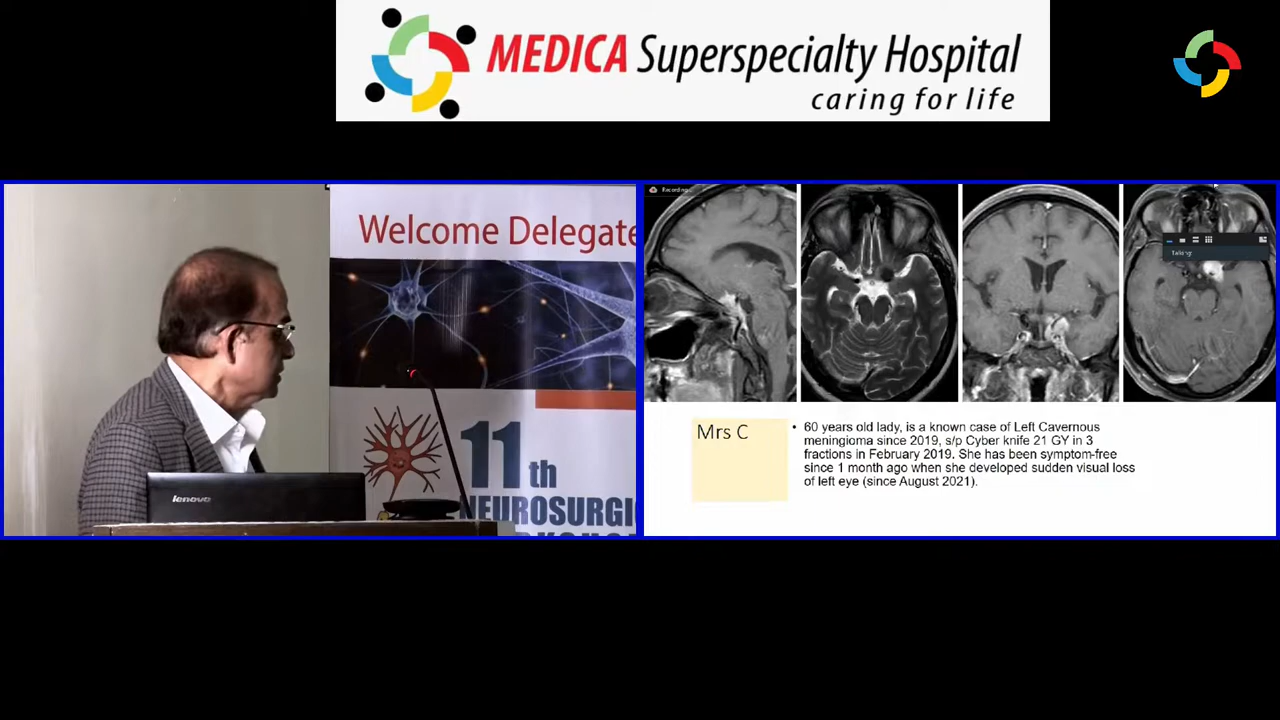 MEDICA Superspecialty Hospital
caring for life
Welcome Delegate
11th
NEUROSURGI
lenovo
Recording...
Talking:
Mrs C
• 60 years old lady, is a known case of Left Cavernous
meningioma since 2019, s/p Cyber knife 21 GY in 3
fractions in February 2019. She has been symptom-free
since 1 month ago when she developed sudden visual loss
of left eye (since August 2021).